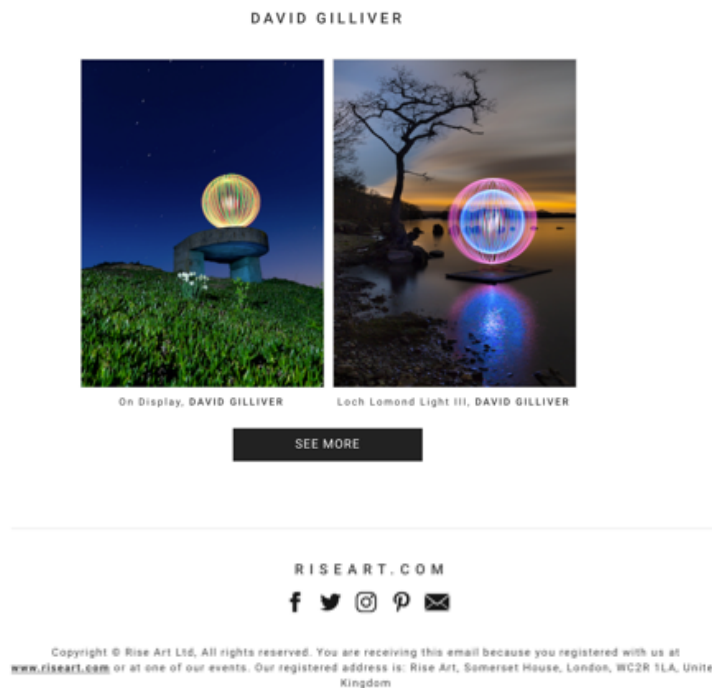 DAVID GILLIVER
On Display, DAVID GILLIVER
Loch Lomond Light III, DAVID GILLIVER
SEE MORE
RISEART.COM
Copyright © Rise Art Ltd, All rights reserved. You are receiving this email because you registered with us at
www.riseart.com or at one of our events. Our registered address is: Rise Art, Somerset House, London, WC2R 1LA, Unite
Kingdom